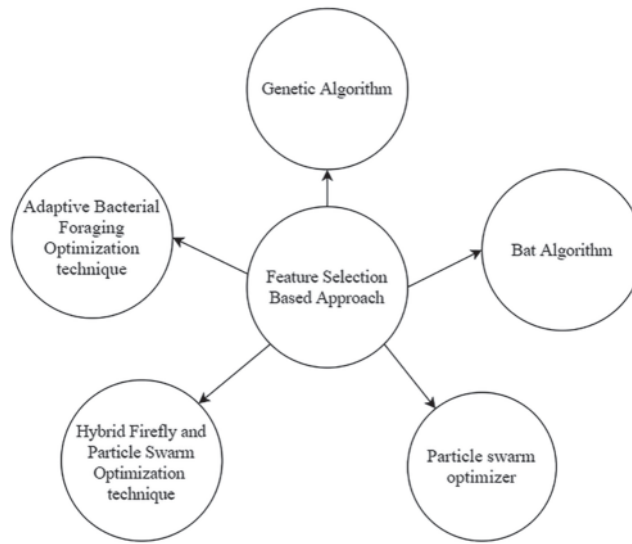 Genetic Algorithm
Adaptive Bacterial
Foraging
Optimization
technique
Bat Algorithm
Feature Selection
Based Approach
Hybrid Firefly and
Particle Swarm
Optimization
technique
Particle swarm
optimizer